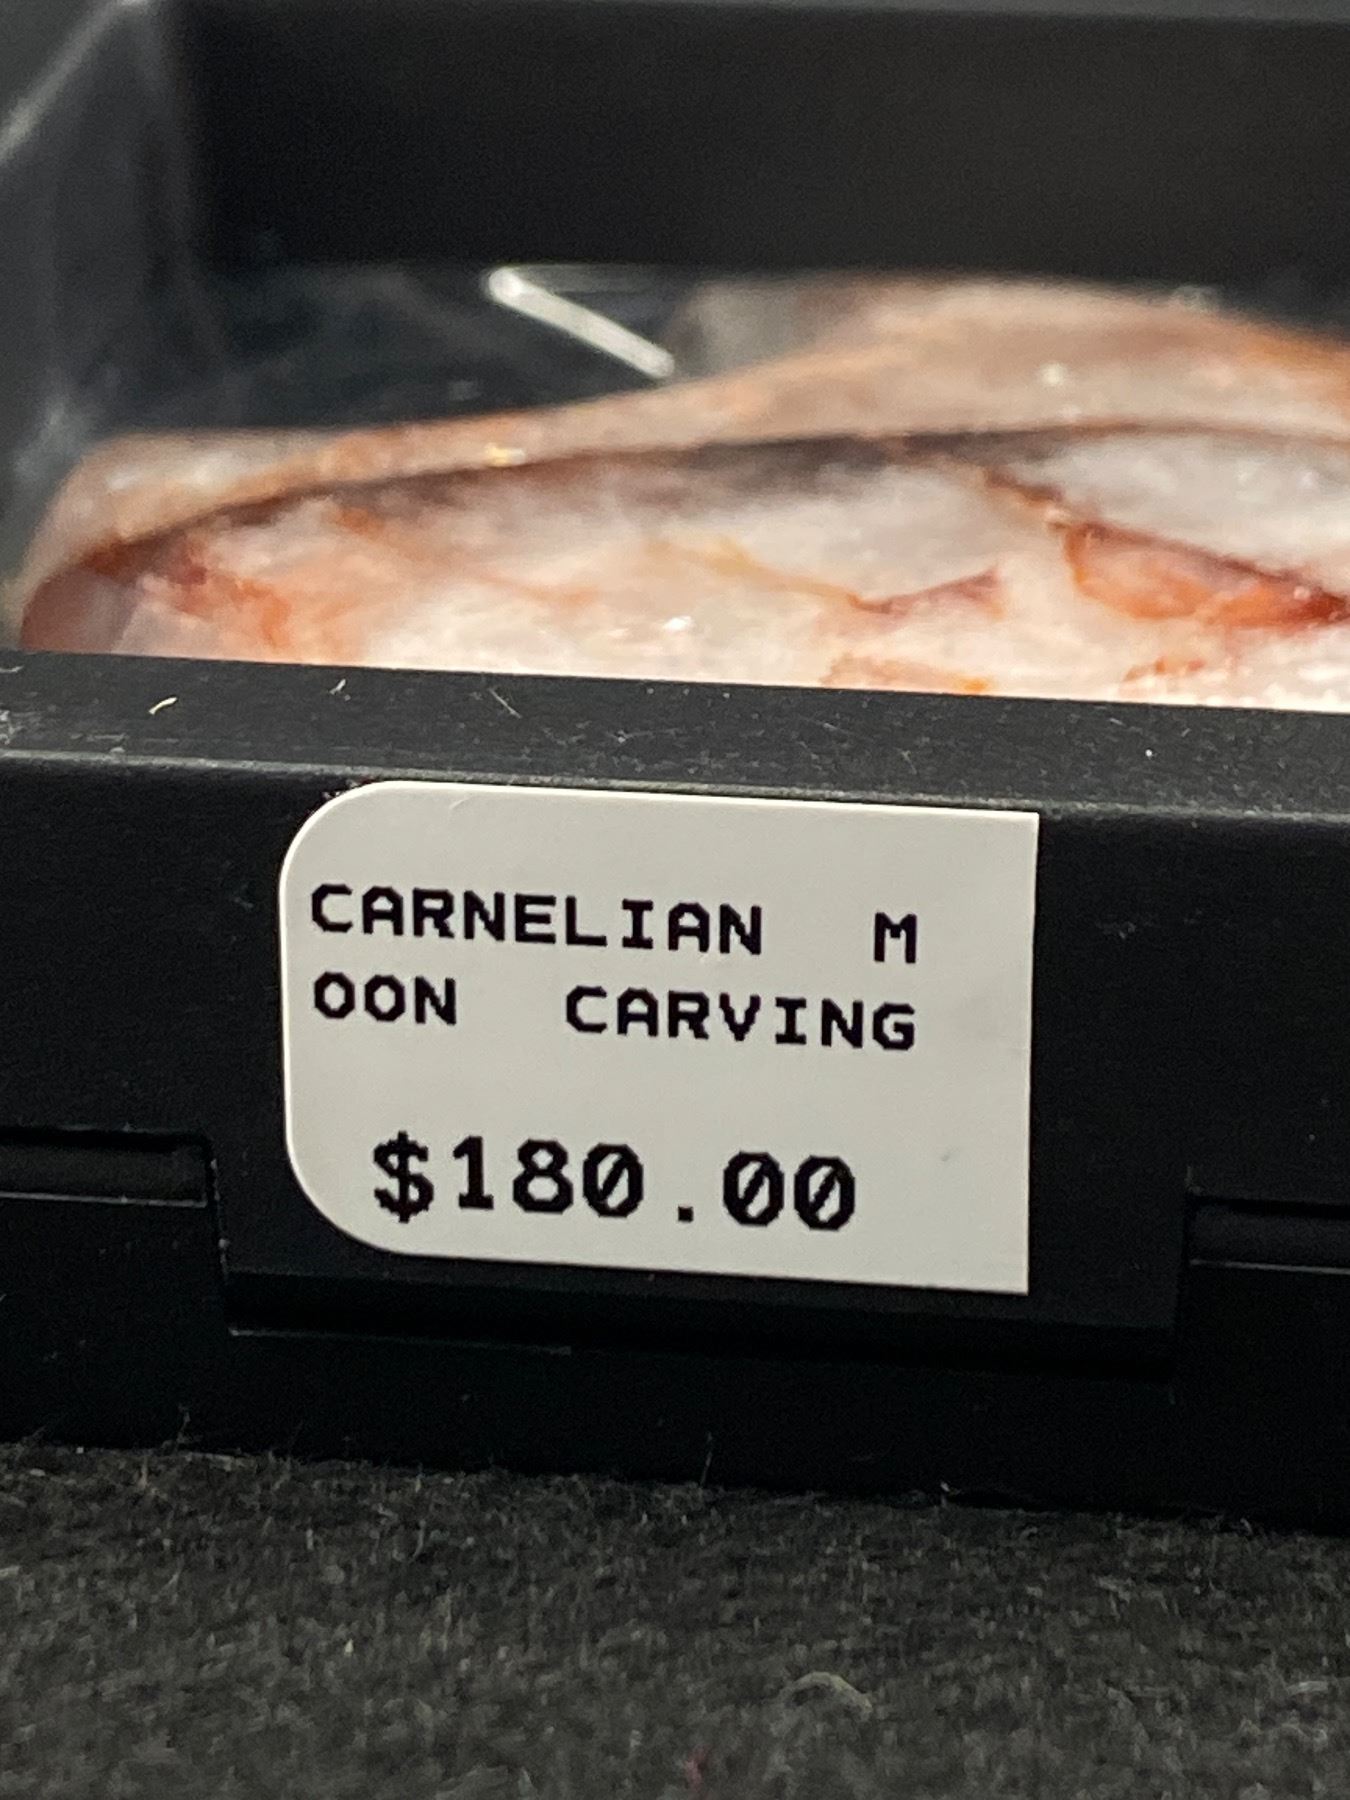 CARNELIAN  M
OON  CARVING
$180.00